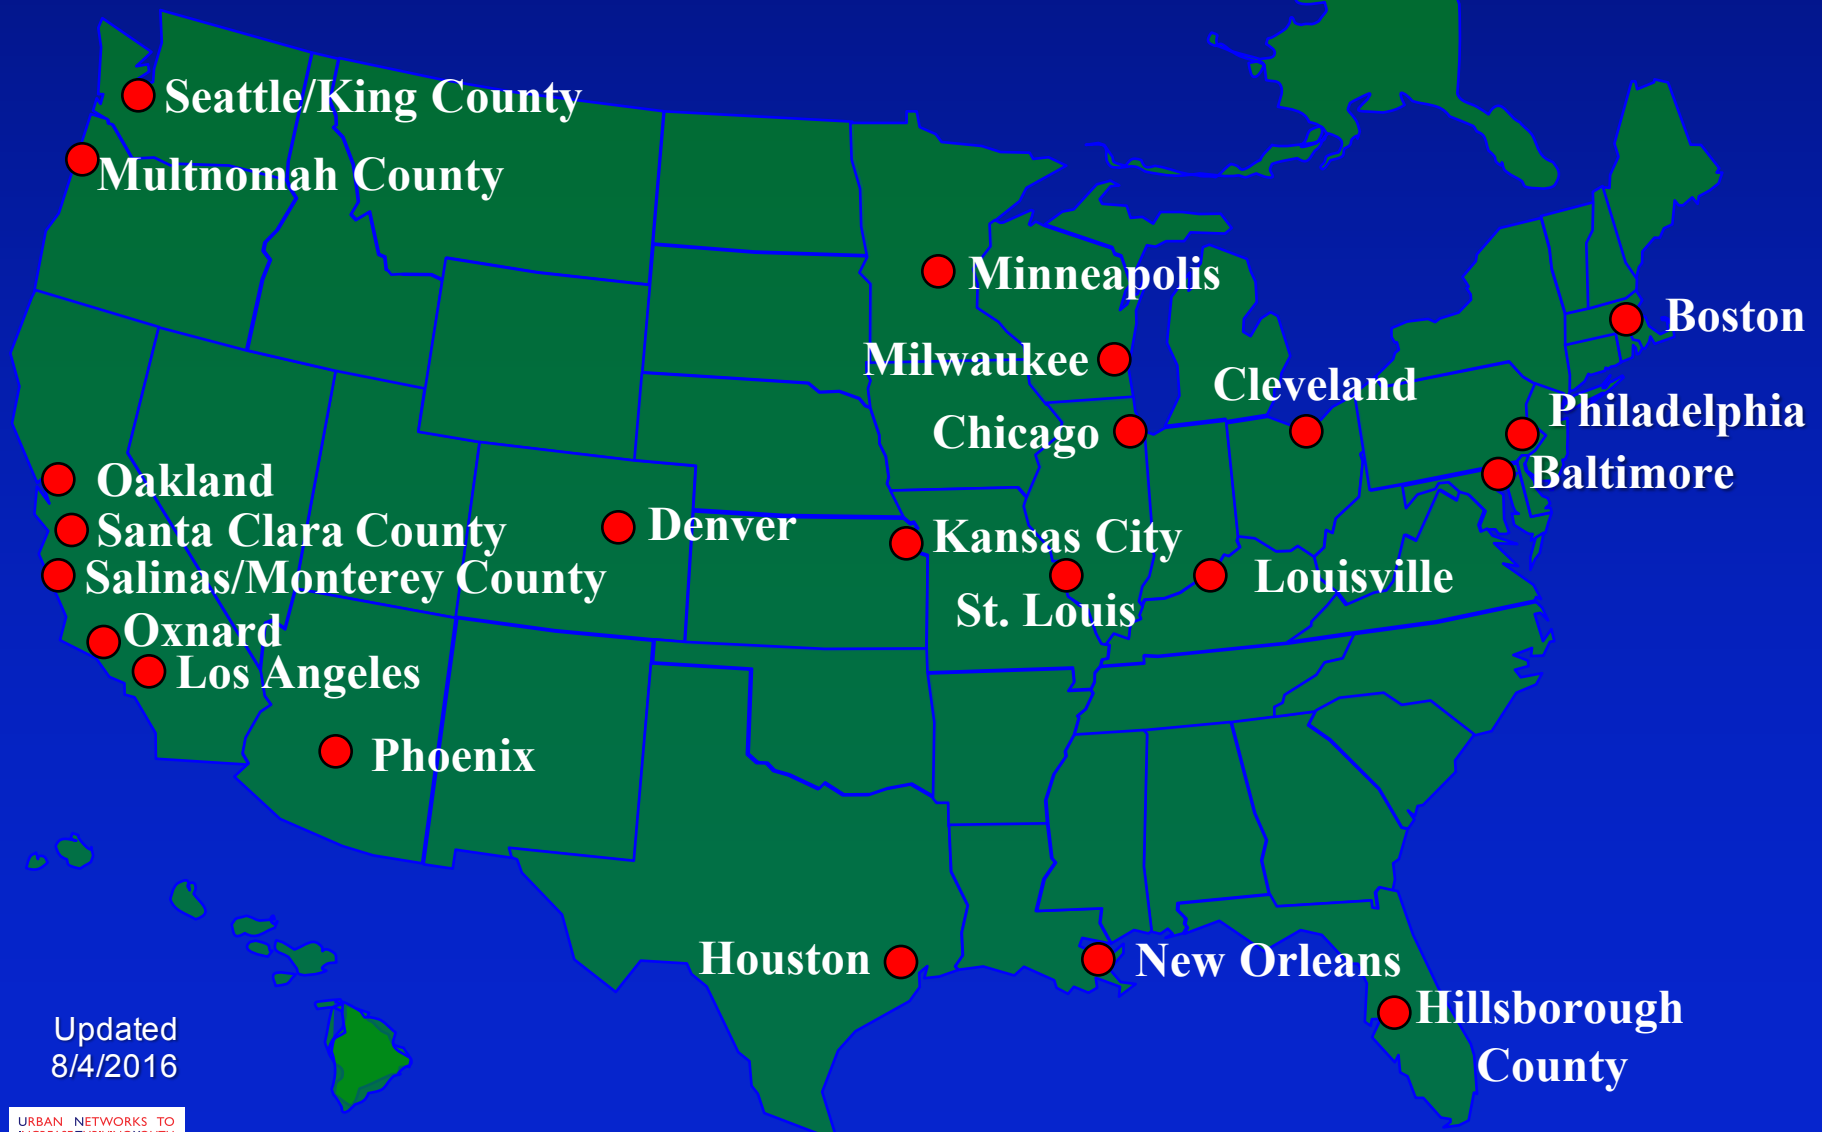 Seattle/King County
Multnomah County
Minneapolis
Boston
Milwaukee
Cleveland
Philadelphia
Chicago
Baltimore
Oakland
Denver
Santa Clara County
Kansas City
Salinas/Monterey County
Louisville
St. Louis
Oxnard
Los Angeles
Phoenix
Houston
New Orleans
Hillsborough
County
Updated
8/4/2016
URBAN NETWORKS TO